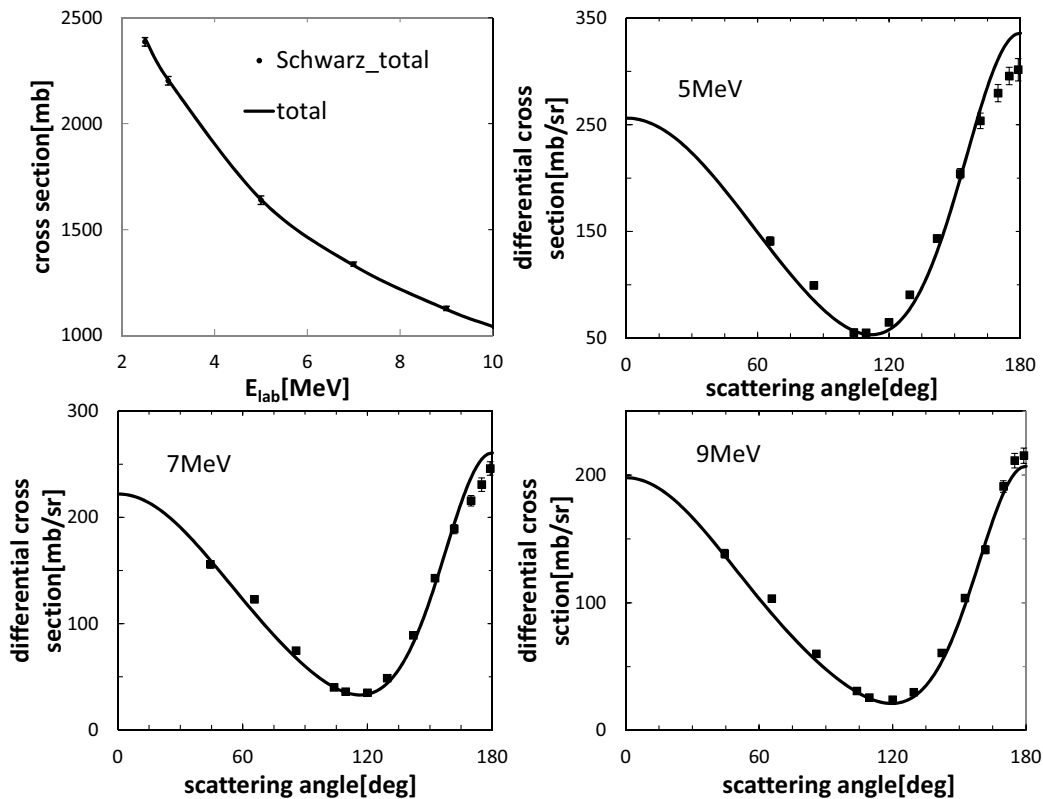 2500
2000
1500
1000
cross section[mb]
Schwarz_total
total
2
4
6
8
10
E_lab[MeV]
350
250
150
50
differential cross
section[mb/sr]
5MeV
0
60
120
180
scattering angle[deg]
300
200
100
0
differential cross
section[mb/sr]
7MeV
0
60
120
180
scattering angle[deg]
200
100
0
differential cross
sction[mb/sr]
9MeV
0
60
120
180
scattering angle[deg]